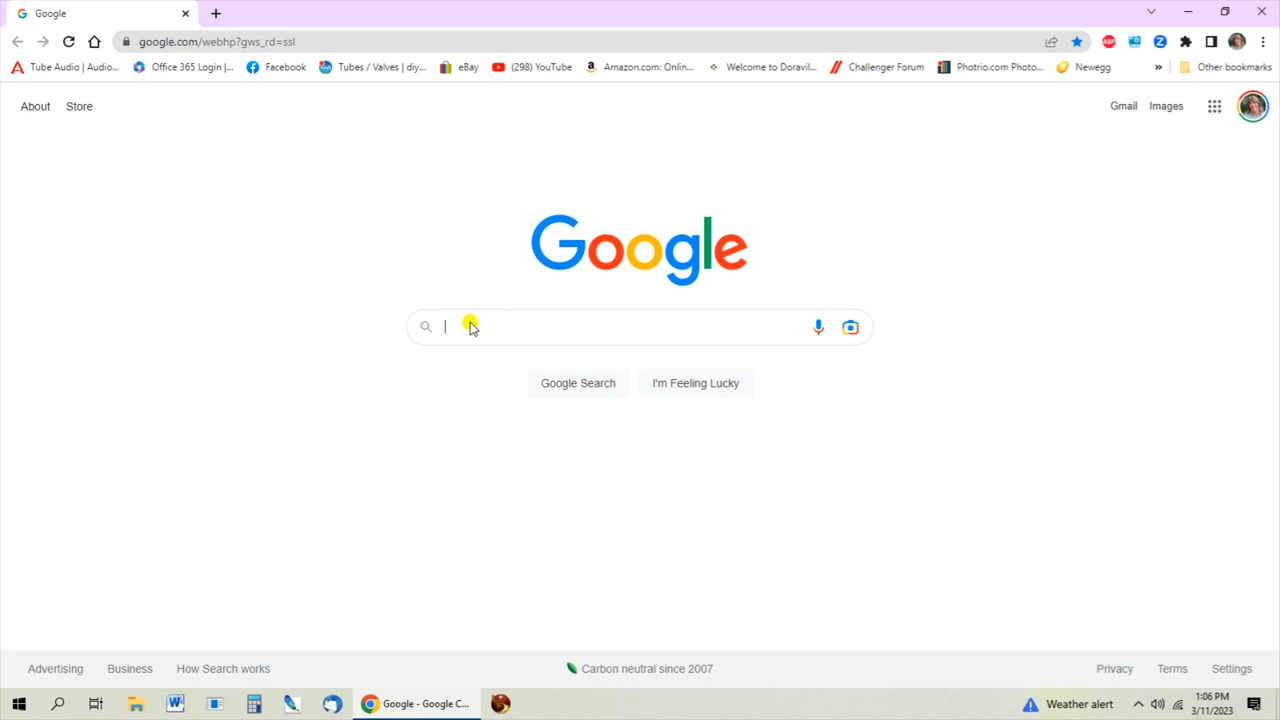 Google
google.com/webhp?gws_rd=ssl
ABP
Tube Audio | Audio...
Office 365 Login |...
Facebook
Tubes / Valves | diy...
eBay
(298) YouTube
Amazon.com: Onlin...
Welcome to Doravil...
Challenger Forum
Photrio.com Photo...
Newegg
»
Other bookmarks
About Store
Gmail Images
Google
Google Search I'm Feeling Lucky
Advertising Business How Search works
Carbon neutral since 2007
Privacy Terms Settings
Google - Google C...
Weather alert
1:06 PM
3/11/2023